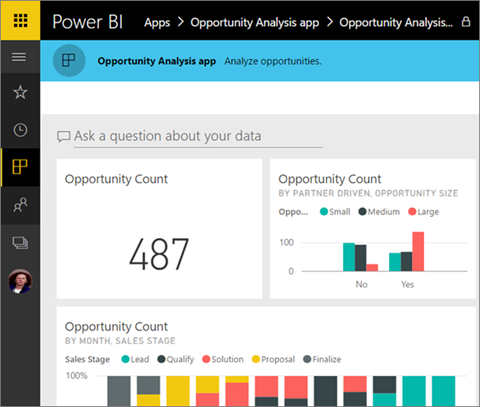 Power BI Apps > Opportunity Analysis app > Opportunity Analysis...
Opportunity Analysis app Analyze opportunities.
Ask a question about your data
Opportunity Count
487
Opportunity Count
BY PARTNER DRIVEN, OPPORTUNITY SIZE
Oppo... Small Medium Large
100
0
No Yes
Opportunity Count
BY MONTH, SALES STAGE
Sales Stage Lead Qualify Solution Proposal Finalize
100%